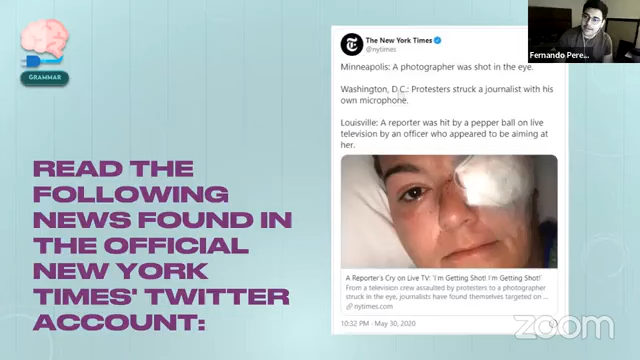 GRAMMAR
READ THE
FOLLOWING
NEWS FOUND IN
THE OFFICIAL
NEW YORK
TIMES' TWITTER
ACCOUNT:
The New York Times
@nytimes
Minneapolis: A photographer was shot in the eye.
Washington, D.C.: Protesters struck a journalist with his
own microphone.
Louisville: A reporter was hit by a pepper ball on live
television by an officer who appeared to be aiming at
her.
A Reporter's Cry on Live TV: 'I'm Getting Shot! I'm Getting Shot!'
From a television crew assaulted by protesters to a photographer
struck in the eye, journalists have found themselves targeted on ...
nytimes.com
10:32 PM · May 30, 2020
Fernando Pere...
zoom